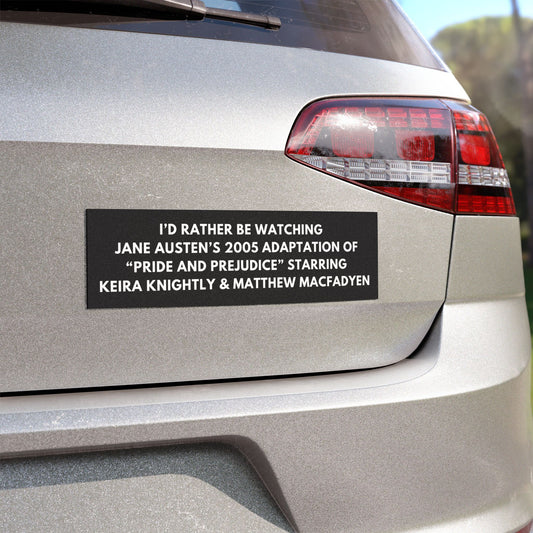 I'D RATHER BE WATCHING
JANE AUSTEN'S 2005 ADAPTATION OF
“PRIDE AND PREJUDICE” STARRING
KEIRA KNIGHTLY & MATTHEW MACFADYEN